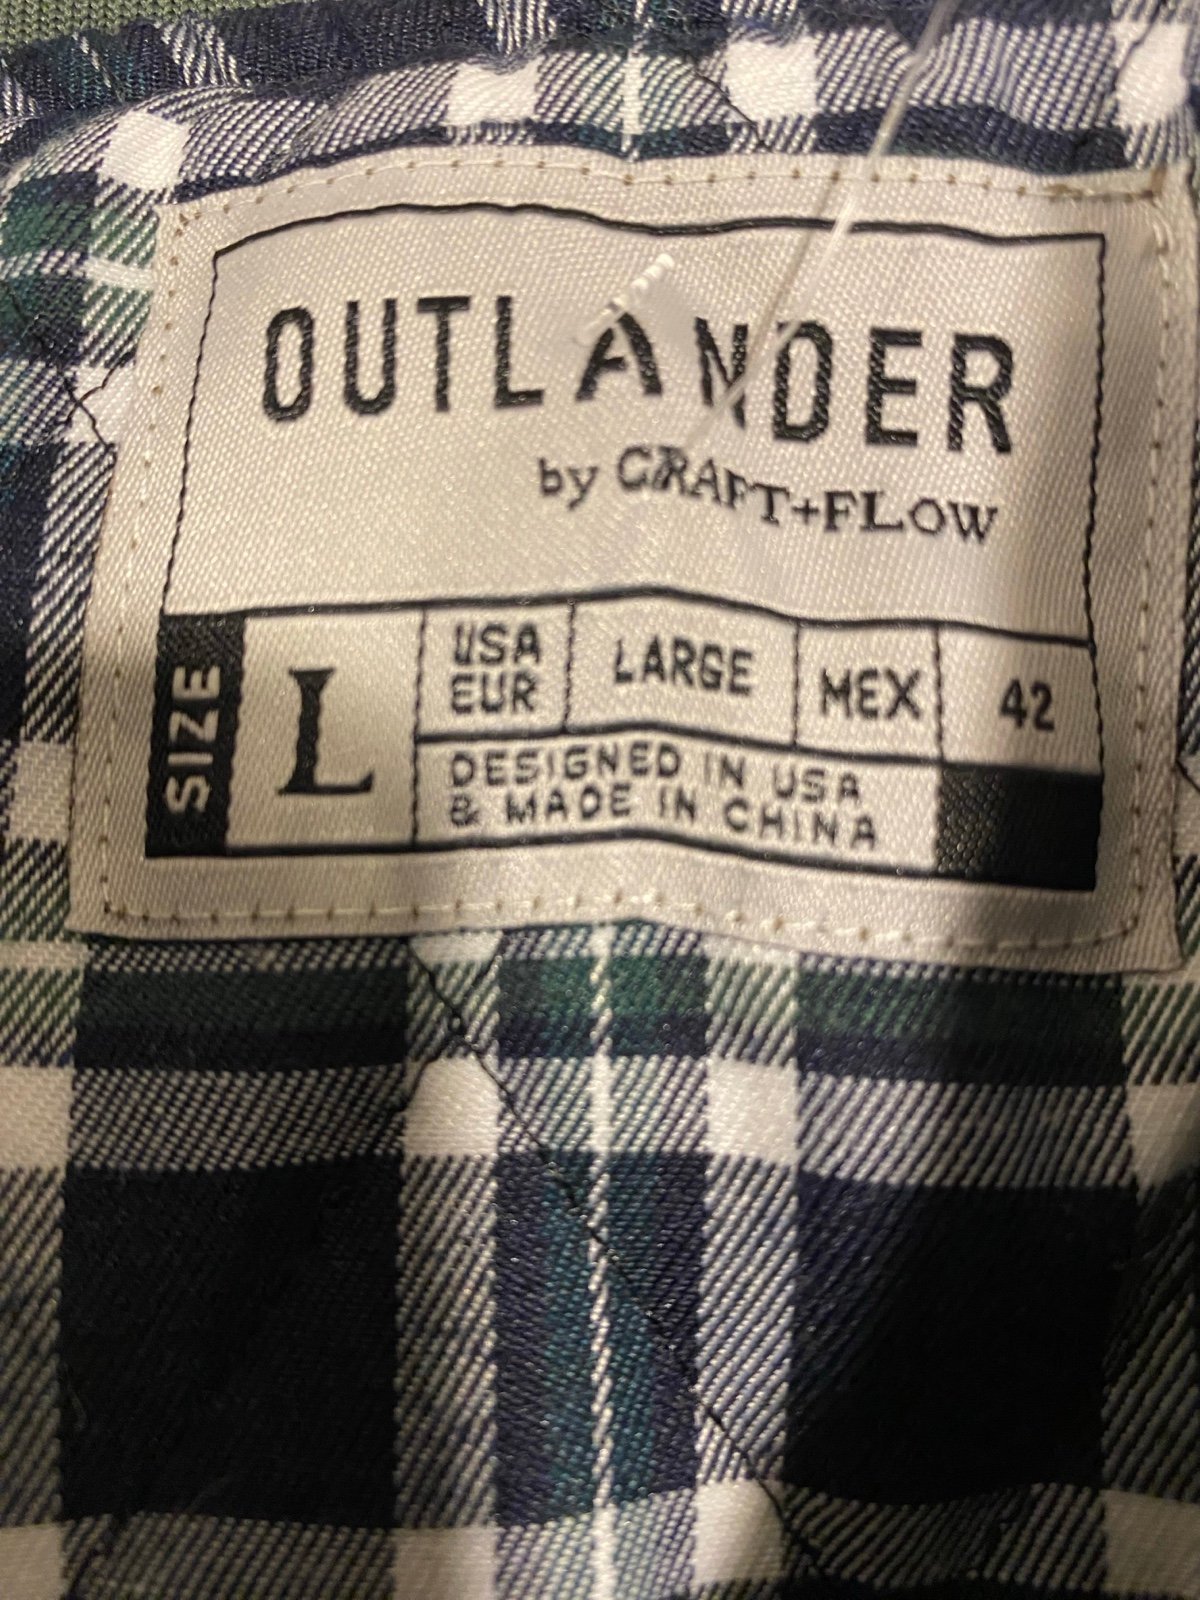 OUTLANDER
by CRAFT+FLOW
SIZE
L
USA
EUR
LARGE
MEX
42
DESIGNED IN USA
& MADE IN CHINA